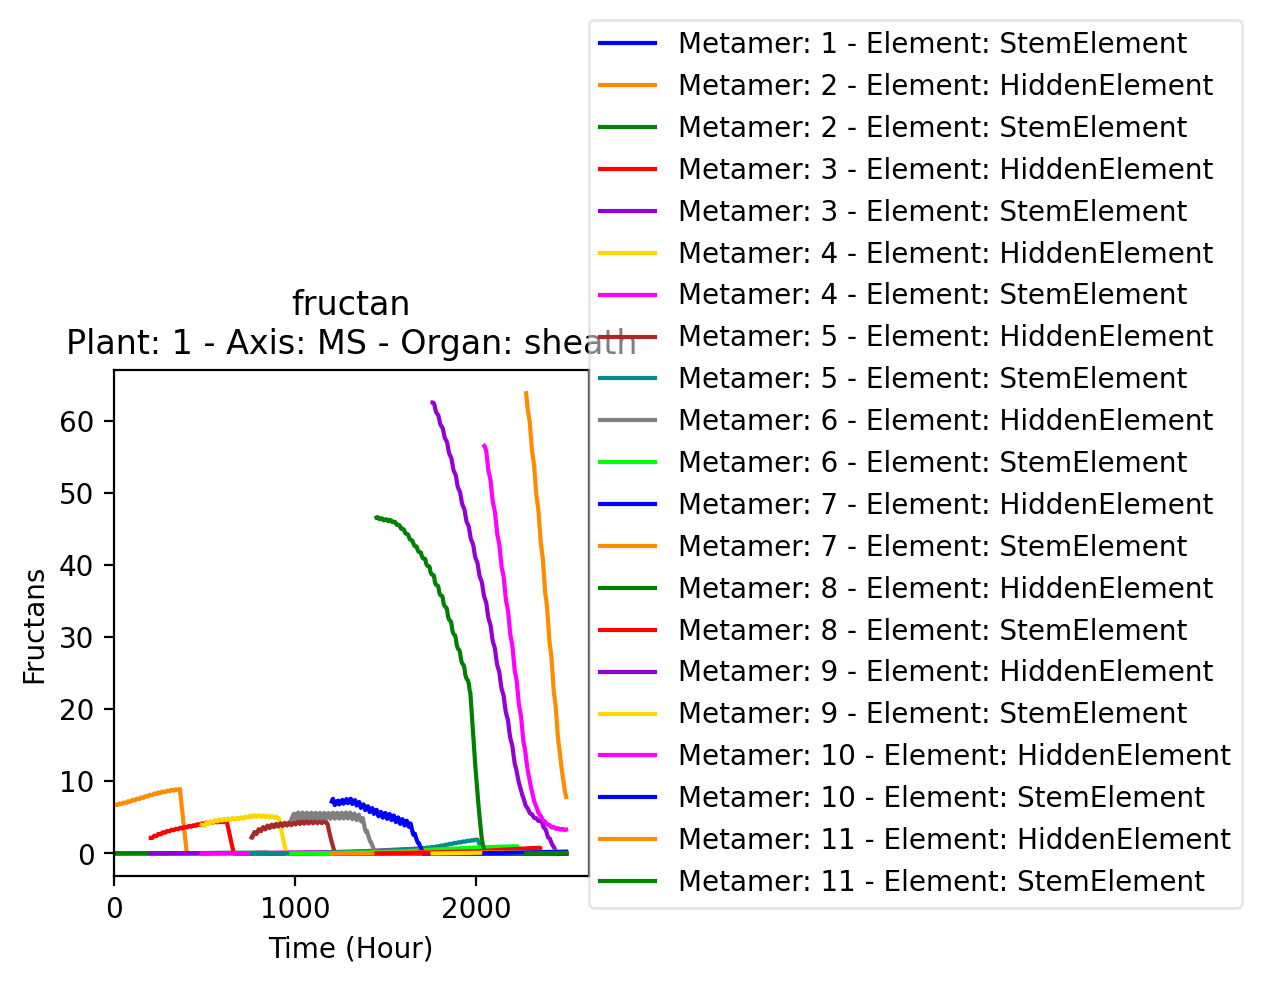 fructan
Plant: 1 - Axis: MS - Organ: sheath
60
50
40
30
20
10
0
Fructans
0
1000
2000
Time (Hour)
Metamer: 1 - Element: StemElement
Metamer: 2 - Element: HiddenElement
Metamer: 2 - Element: StemElement
Metamer: 3 - Element: HiddenElement
Metamer: 3 - Element: StemElement
Metamer: 4 - Element: HiddenElement
Metamer: 4 - Element: StemElement
Metamer: 5 - Element: HiddenElement
Metamer: 5 - Element: StemElement
Metamer: 6 - Element: HiddenElement
Metamer: 6 - Element: StemElement
Metamer: 7 - Element: HiddenElement
Metamer: 7 - Element: StemElement
Metamer: 8 - Element: HiddenElement
Metamer: 8 - Element: StemElement
Metamer: 9 - Element: HiddenElement
Metamer: 9 - Element: StemElement
Metamer: 10 - Element: HiddenElement
Metamer: 10 - Element: StemElement
Metamer: 11 - Element: HiddenElement
Metamer: 11 - Element: StemElement